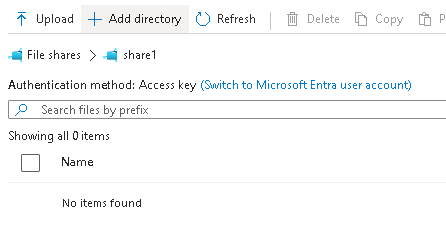 Upload Add directory Refresh Delete Copy
File shares > share1
Authentication method: Access key (Switch to Microsoft Entra user account)
Search files by prefix
Showing all 0 items
Name
No items found